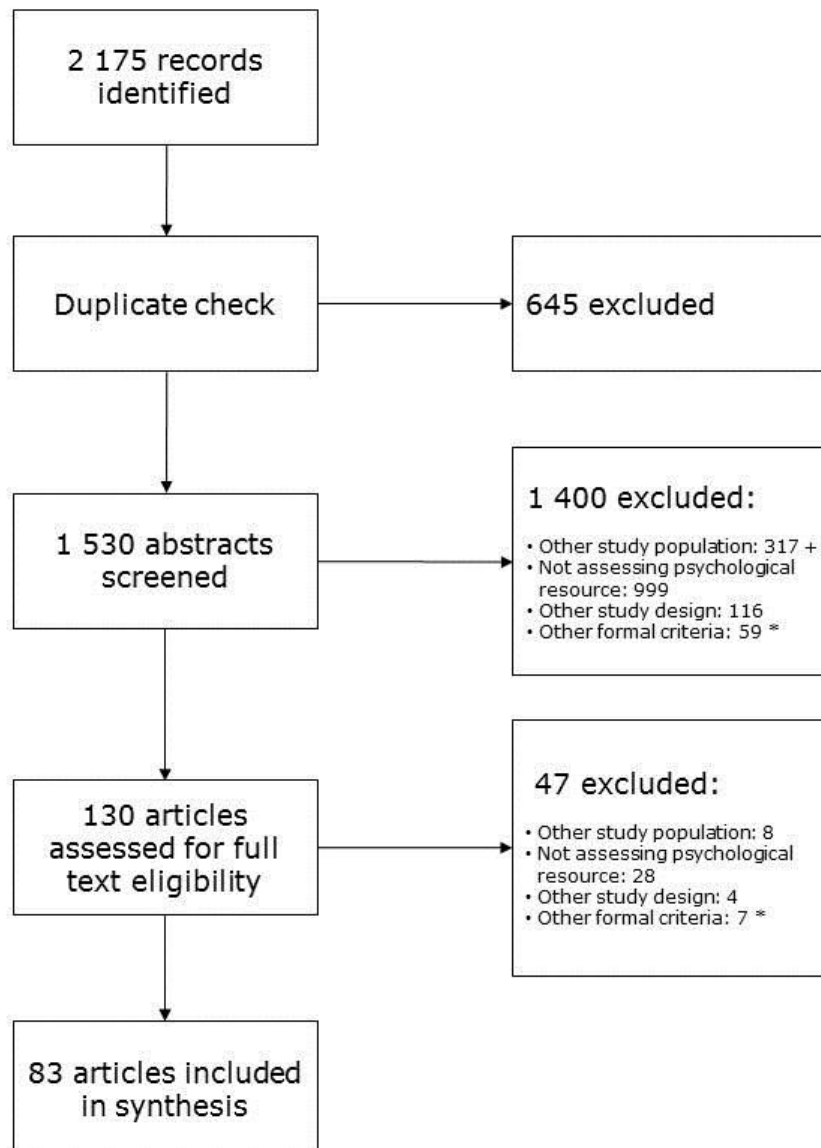 2 175 records
identified
Duplicate check
645 excluded
1 530 abstracts
screened
1 400 excluded:
• Other study population: 317 +
• Not assessing psychological
resource: 999
• Other study design: 116
• Other formal criteria: 59 *
130 articles
assessed for full
text eligibility
47 excluded:
• Other study population: 8
• Not assessing psychological
resource: 28
• Other study design: 4
• Other formal criteria: 7 *
83 articles included
in synthesis